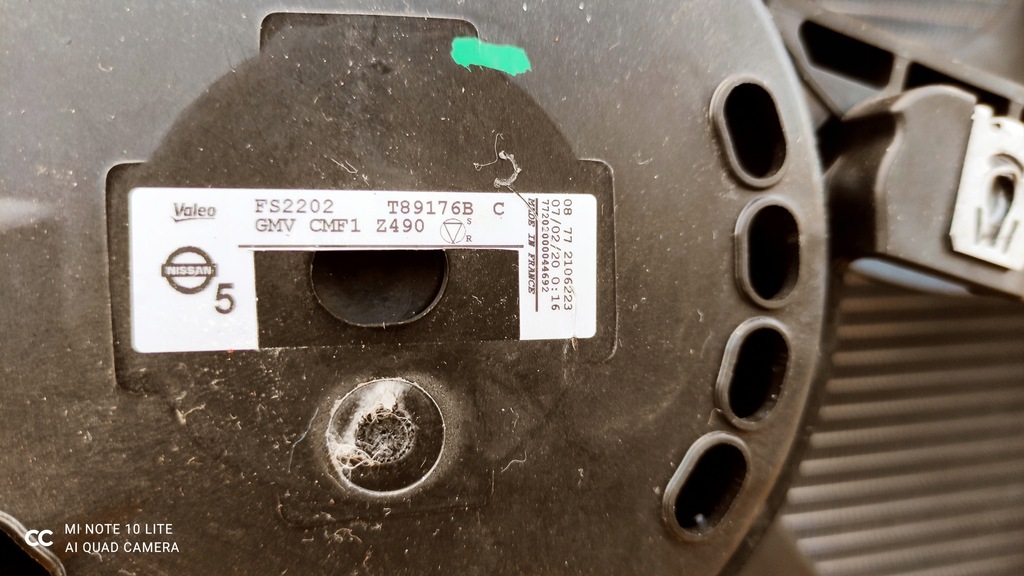 Valeo
FS2202 T89176B C
GMV CMF1 Z490
S
R
NISSAN
5
MADE IN FRANCE
08 77 2106223
07/02/20 0:16
MI NOTE 10 LITE
AI QUAD CAMERA